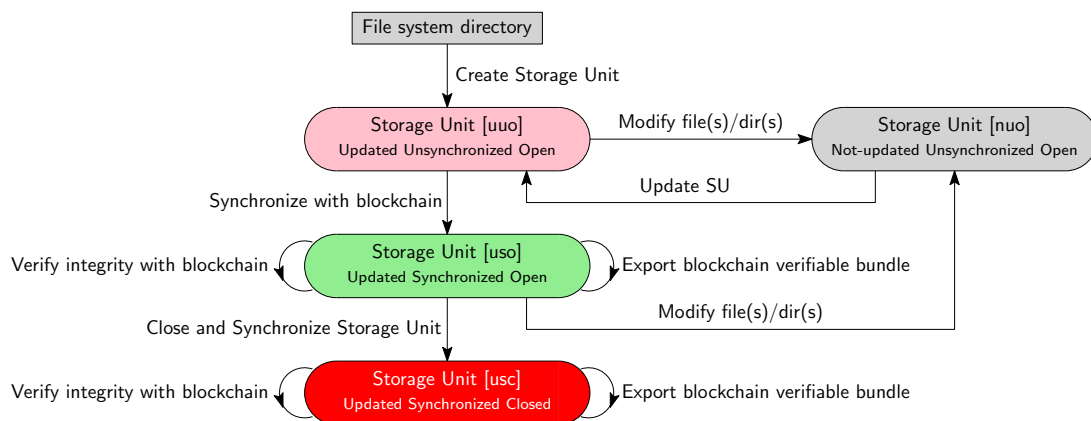 File system directory
Create Storage Unit
Storage Unit [uuo]
Updated Unsynchronized Open
Modify file(s)/dir(s)
Storage Unit [nuo]
Not-updated Unsynchronized Open
Update SU
Synchronize with blockchain
Verify integrity with blockchain
Storage Unit [uso]
Updated Synchronized Open
Export blockchain verifiable bundle
Modify file(s)/dir(s)
Close and Synchronize Storage Unit
Verify integrity with blockchain
Storage Unit [usc]
Updated Synchronized Closed
Export blockchain verifiable bundle